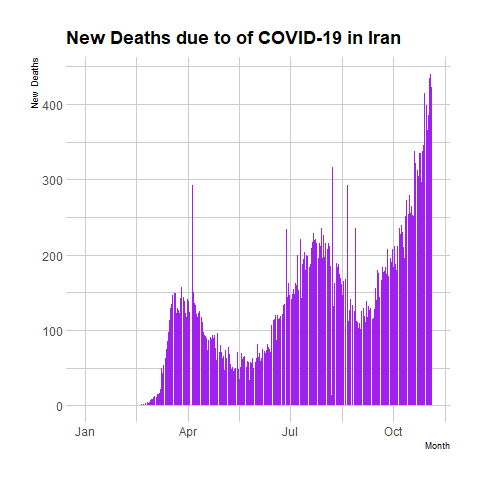 New Deaths due to of COVID-19 in Iran
New Deaths
400
300
200
100
0
Jan Apr Jul Oct
Month